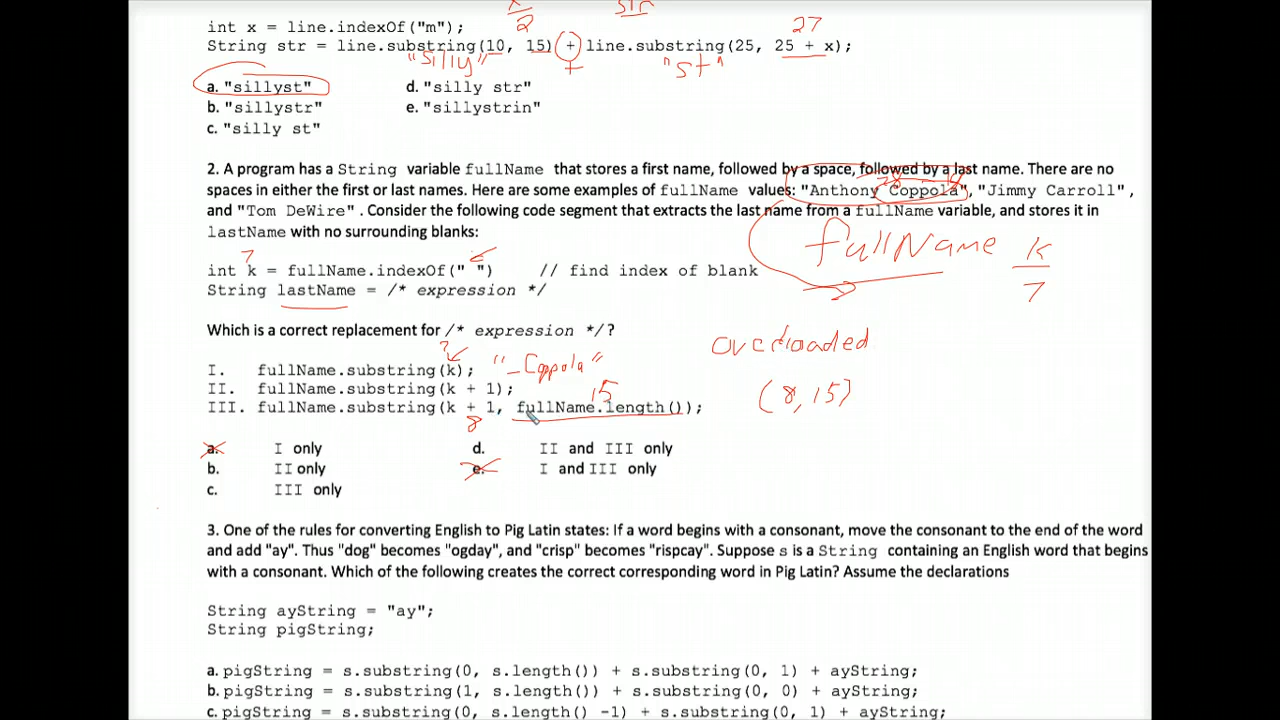 x str
2 27
int x = line.indexOf("m");
String str = line.substring(10, 15) + line.substring(25, 25 + x);
"silly" + "st"
a. "sillyst" d. "silly str"
b. "sillystr" e. "sillystrin"
c. "silly st"
2. A program has a String variable fullName that stores a first name, followed by a space, followed by a last name. There are no
spaces in either the first or last names. Here are some examples of fullName values: "Anthony Coppola", "Jimmy Carroll" ,
and "Tom DeWire" . Consider the following code segment that extracts the last name from a fullName variable, and stores it in
lastName with no surrounding blanks:
fullName k
7 7
int k = fullName.indexOf(" ") // find index of blank
String lastName = /* expression */
Which is a correct replacement for /* expression */?
overloaded
7
I. fullName.substring(k); "_Coppola"
II. fullName.substring(k + 1);
15 (8, 15)
III. fullName.substring(k + 1, fullName.length());
8
a. I only d. II and III only
b. II only e. I and III only
c. III only
3. One of the rules for converting English to Pig Latin states: If a word begins with a consonant, move the consonant to the end of the word
and add "ay". Thus "dog" becomes "ogday", and "crisp" becomes "rispcay". Suppose s is a String containing an English word that begins
with a consonant. Which of the following creates the correct corresponding word in Pig Latin? Assume the declarations
String ayString = "ay";
String pigString;
a. pigString = s.substring(0, s.length()) + s.substring(0, 1) + ayString;
b. pigString = s.substring(1, s.length()) + s.substring(0, 0) + ayString;
c. pigString = s.substring(0, s.length() -1) + s.substring(0, 1) + ayString;